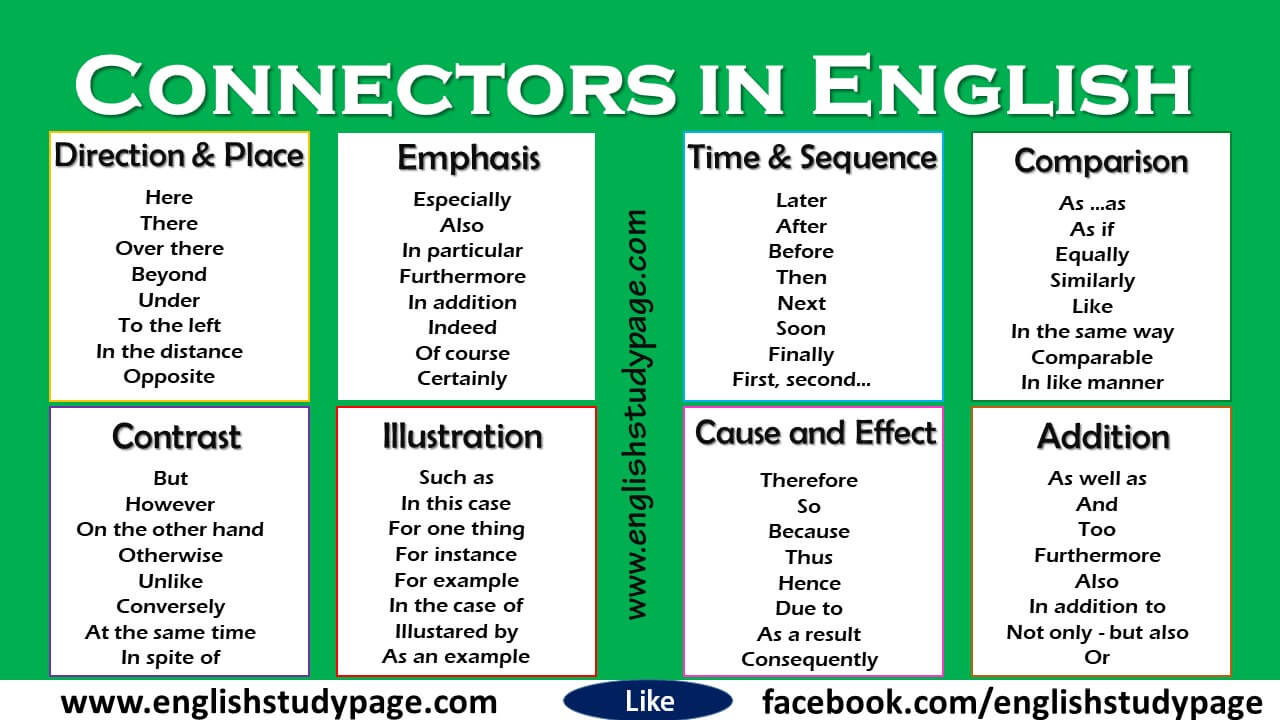 CONNECTORS IN ENGLISH
Direction & Place
Here
There
Over there
Beyond
Under
To the left
In the distance
Opposite
Emphasis
Especially
Also
In particular
Furthermore
In addition
Indeed
Of course
Certainly
www.englishstudypage.com
Time & Sequence
Later
After
Before
Then
Next
Soon
Finally
First, second...
Comparison
As ...as
As if
Equally
Similarly
Like
In the same way
Comparable
In like manner
Contrast
But
However
On the other hand
Otherwise
Unlike
Conversely
At the same time
In spite of
Illustration
Such as
In this case
For one thing
For instance
For example
In the case of
Illustared by
As an example
Cause and Effect
Therefore
So
Because
Thus
Hence
Due to
As a result
Consequently
Addition
As well as
And
Too
Furthermore
Also
In addition to
Not only - but also
Or
www.englishstudypage.com
Like
facebook.com/englishstudypage